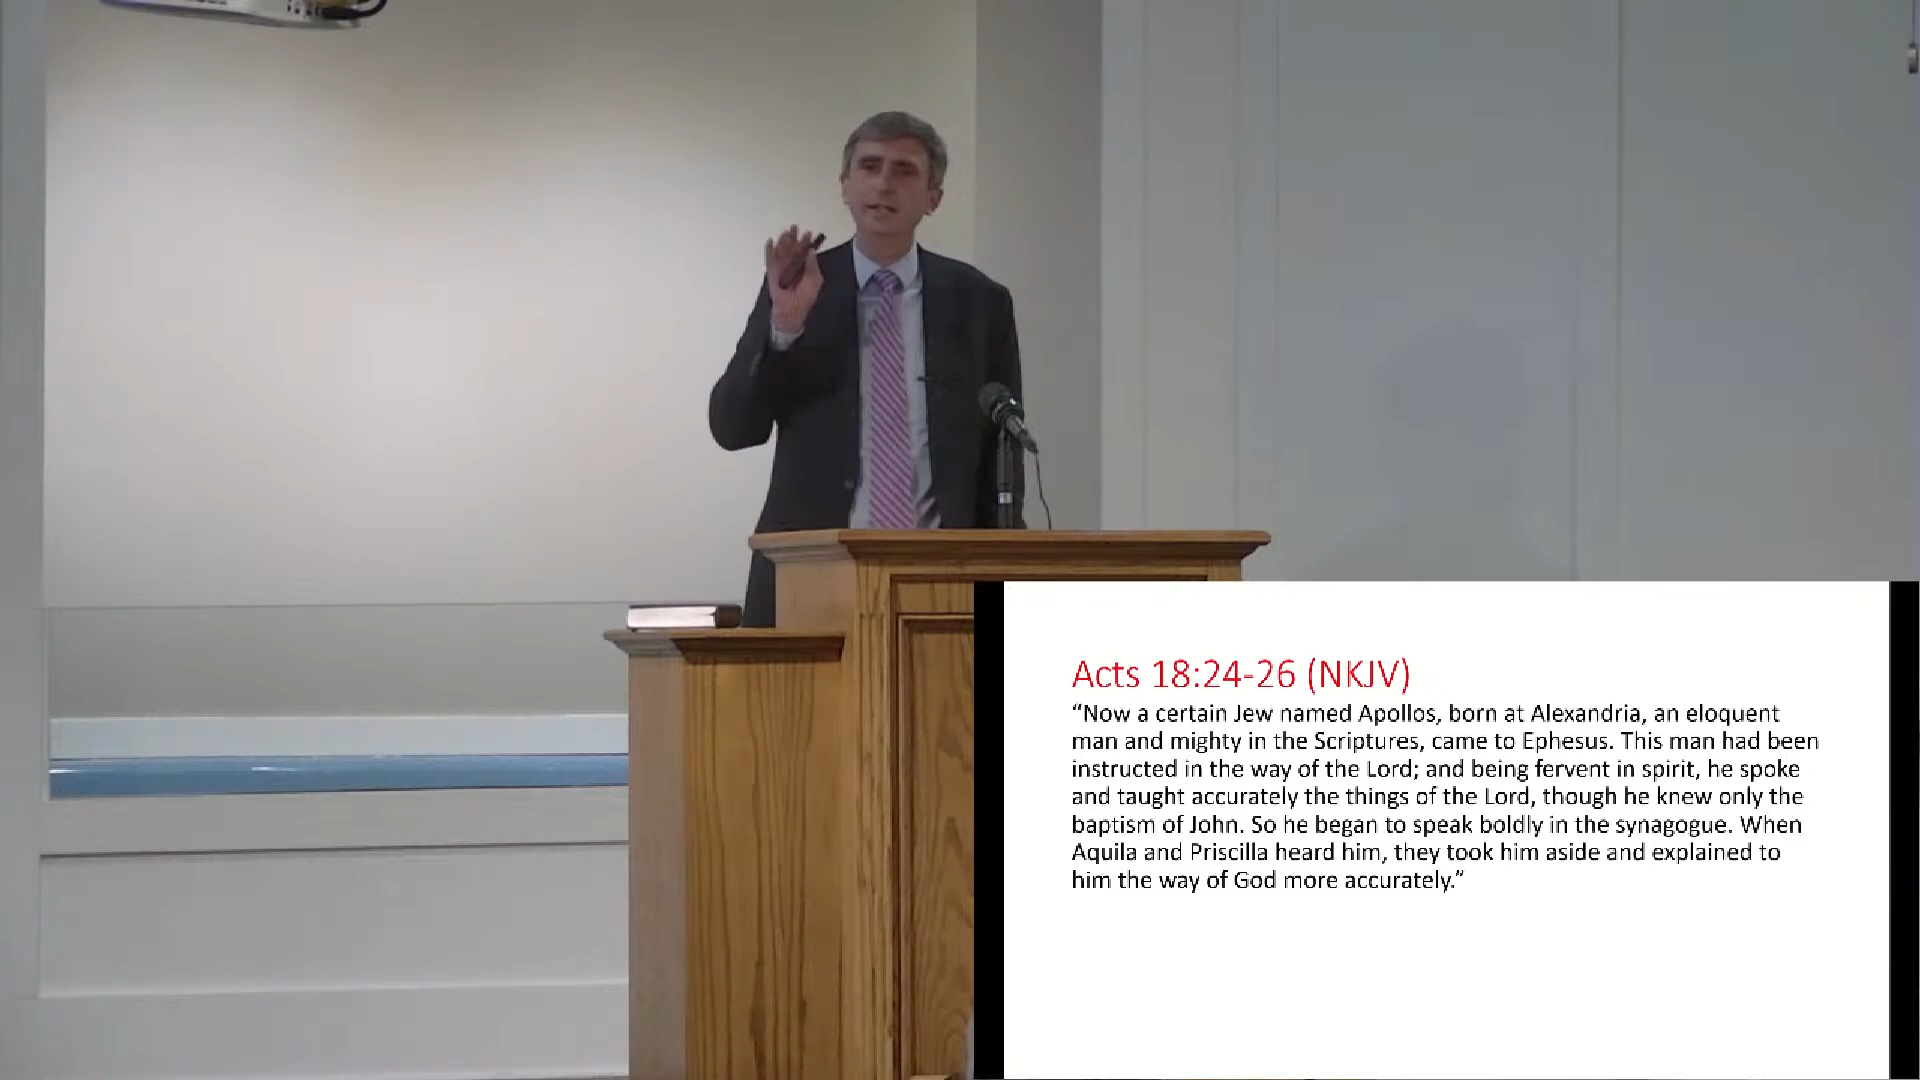 Acts 18:24-26 (NKJV)
“Now a certain Jew named Apollos, born at Alexandria, an eloquent
man and mighty in the Scriptures, came to Ephesus. This man had been
instructed in the way of the Lord; and being fervent in spirit, he spoke
and taught accurately the things of the Lord, though he knew only the
baptism of John. So he began to speak boldly in the synagogue. When
Aquila and Priscilla heard him, they took him aside and explained to
him the way of God more accurately.”